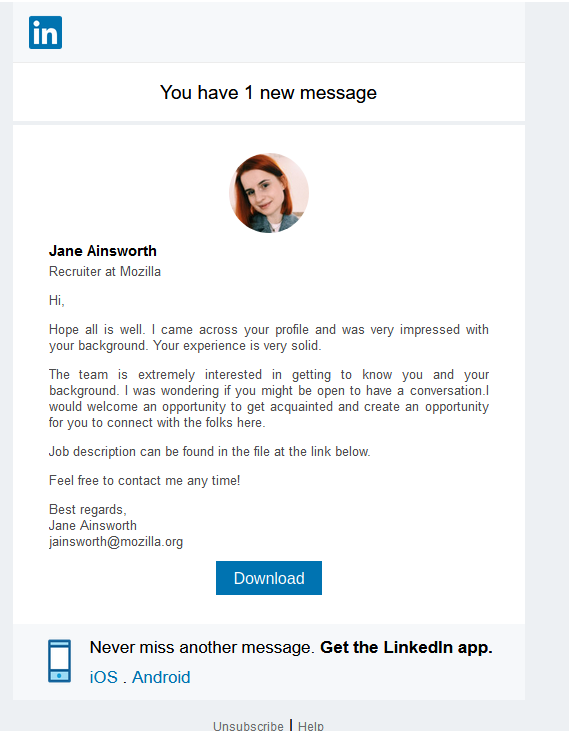 in
You have 1 new message
Jane Ainsworth
Recruiter at Mozilla
Hi,
Hope all is well. I came across your profile and was very impressed with
your background. Your experience is very solid.
The team is extremely interested in getting to know you and your
background. I was wondering if you might be open to have a conversation.I
would welcome an opportunity to get acquainted and create an opportunity
for you to connect with the folks here.
Job description can be found in the file at the link below.
Feel free to contact me any time!
Best regards,
Jane Ainsworth
jainsworth@mozilla.org
Download
Never miss another message. Get the LinkedIn app.
iOS . Android
Unsubscribe | Help